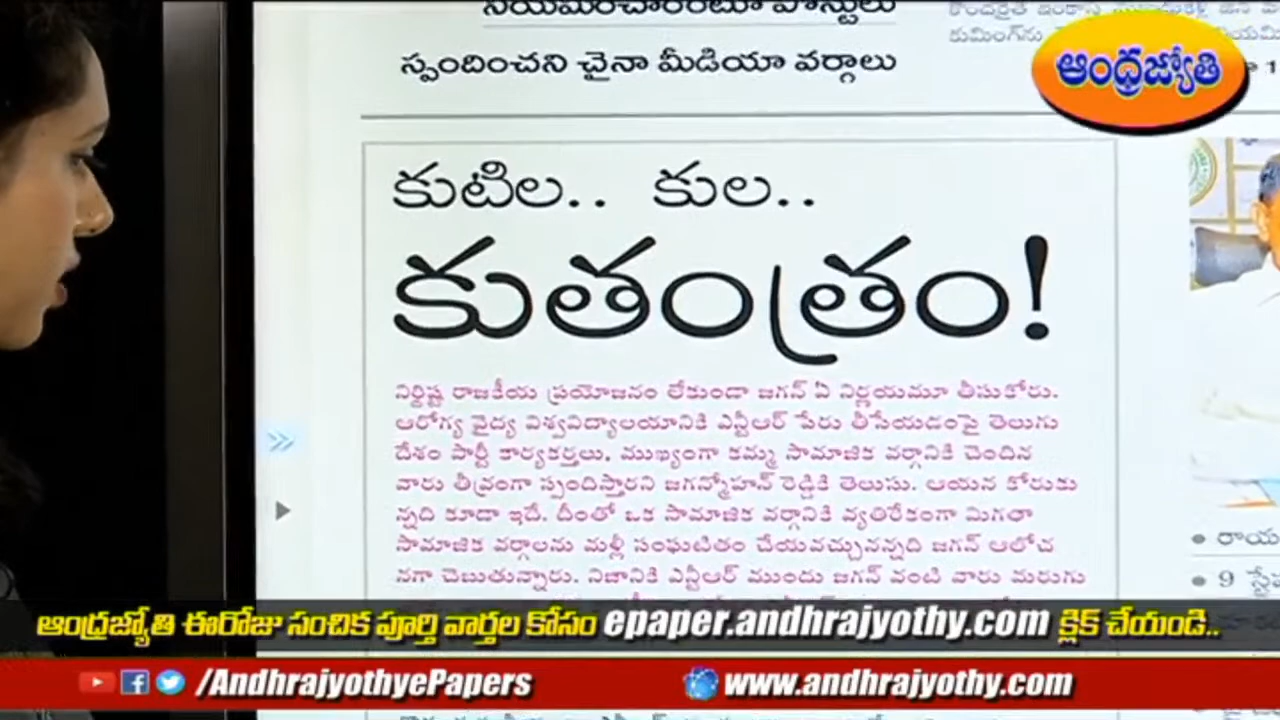 స్పందించని చైనా మీడియా వర్గాలు
ఆంధ్రజ్యోతి
కుటిల.. కుల..
కుతంత్రం!
నిర్దిష్ట రాజకీయ ప్రయోజనం లేకుండా జగన్ ఏ నిర్ణయమూ తీసుకోరు.
ఆరోగ్య వైద్య విశ్వవిద్యాలయానికి ఎన్టీఆర్ పేరు తీసేయడంపై తెలుగు
దేశం పార్టీ కార్యకర్తలు, ముఖ్యంగా కమ్మ సామాజిక వర్గానికి చెందిన
వారు తీవ్రంగా స్పందిస్తారని జగన్మోహన్ రెడ్డికి తెలుసు. ఆయన కోరుకు
న్నది కూడా ఇదే. దీంతో ఒక సామాజిక వర్గానికి వ్యతిరేకంగా మిగతా
సామాజిక వర్గాలను మళ్లీ సంఘటితం చేయవచ్చునన్నది జగన్ ఆలోచ
నగా చెబుతున్నారు. నిజానికి ఎన్టీఆర్ ముందు జగన్ వంటి వారు మరుగు
• రాయ
• 9
ఆంధ్రజ్యోతి ఈరోజు సంచిక పూర్తి వార్తల కోసం epaper.andhrajyothy.com క్లిక్ చేయండి..
/AndhrajyothyePapers
www.andhrajyothy.com